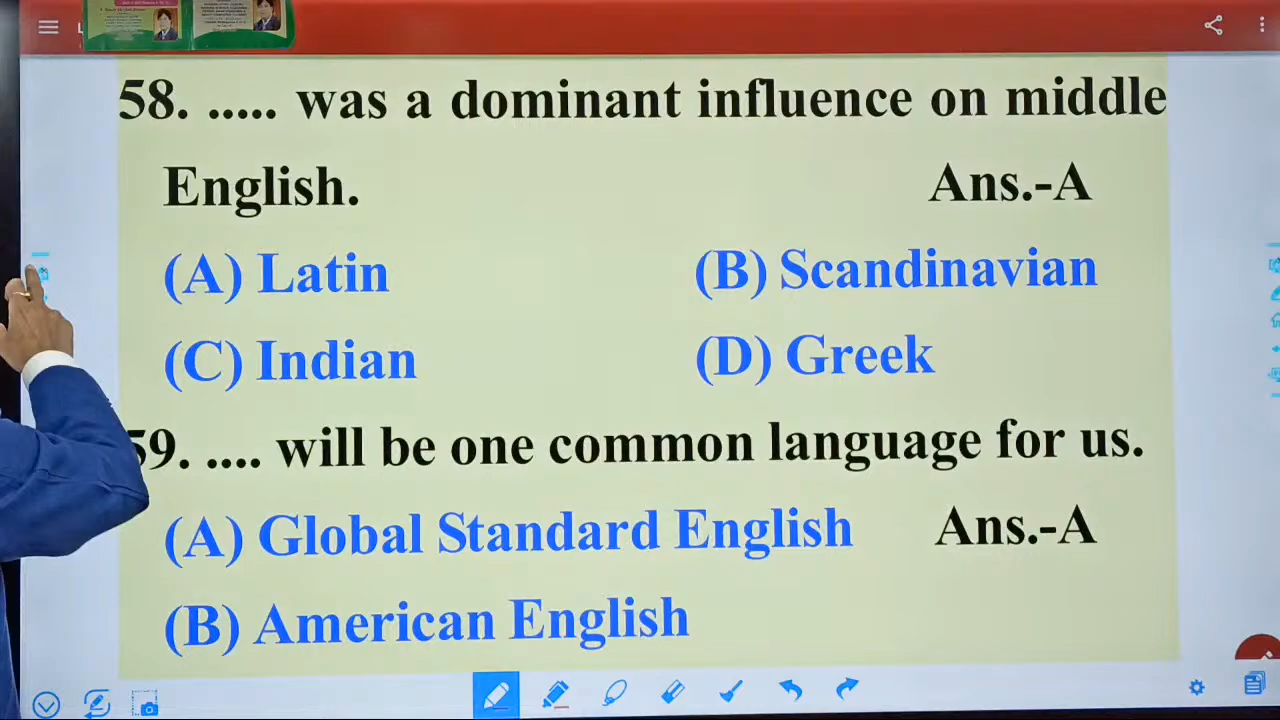 58. ..... was a dominant influence on middle
English. Ans.-A
(A) Latin (B) Scandinavian
(C) Indian (D) Greek
59. .... will be one common language for us.
(A) Global Standard English Ans.-A
(B) American English